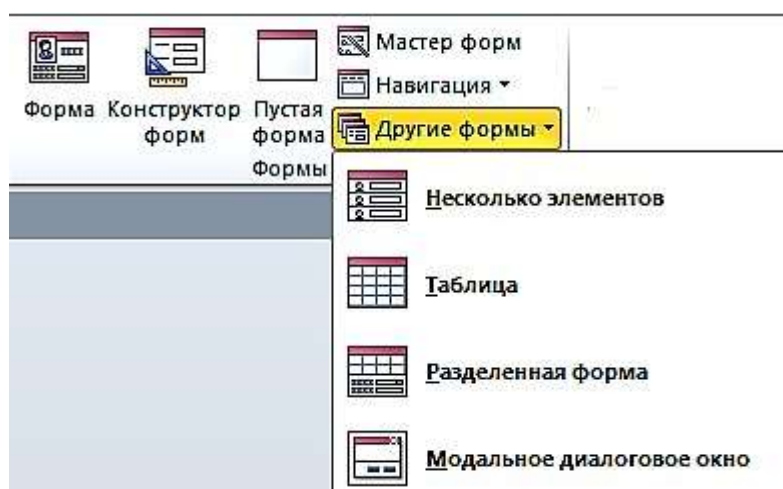 Форма
Конструктор
форм
Пустая
форма
Мастер форм
Навигация
Другие формы
Формы
Несколько элементов
Таблица
Разделенная форма
Модальное диалоговое окно